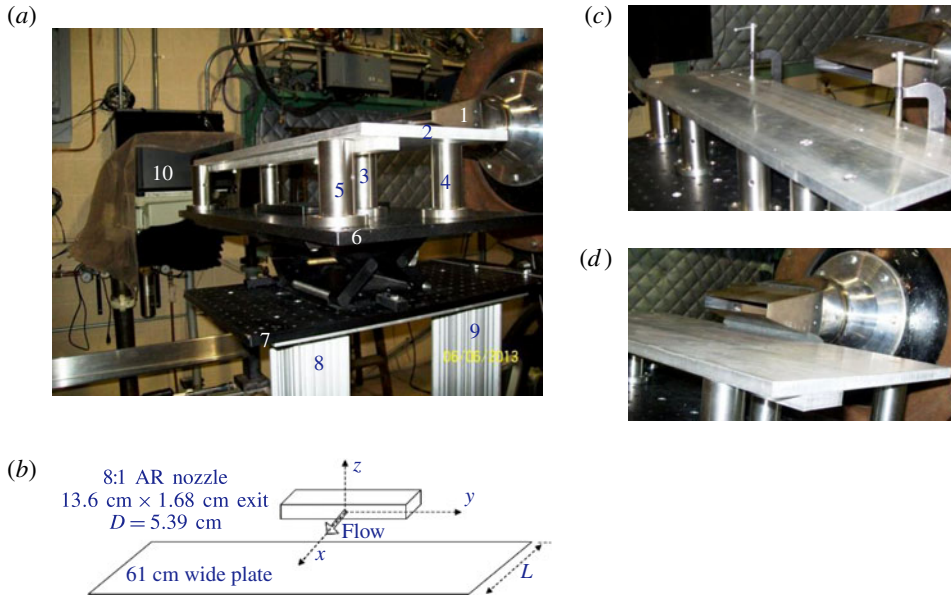 (a)
1
2
10
3
5
4
6
7
8
9
06/06/2013
(b)
8:1 AR nozzle
13.6 cm × 1.68 cm exit
D = 5.39 cm
z
y
Flow
x
61 cm wide plate
L
(c)
(d)